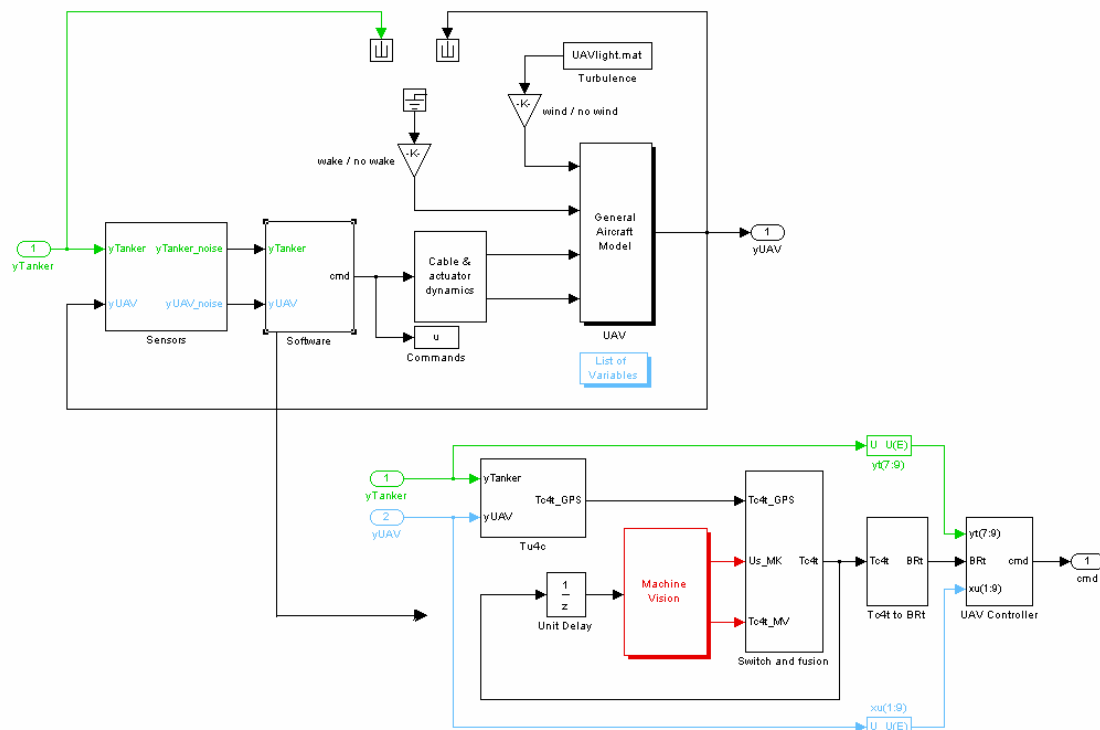 UAVlight.mat
Turbulence
-K-
wind / no wind
-K-
wake / no wake
General
Aircraft
Model
UAV
1
yTanker
yTanker
yTanker_noise
yUAV
yUAV_noise
Sensors
yTanker
cmd
yUAV
Software
Cable &
actuator
dynamics
u
Commands
1
yUAV
List of
Variables
1
yTanker
2
yUAV
yTanker
Tc4t_GPS
yUAV
Tu4c
U U(E)
yt(7:9)
1
z
Unit Delay
Machine
Vision
Tc4t_GPS
Us_MK
Tc4t
Tc4t_MV
Switch and fusion
Tc4t
BRt
Tc4t to BRt
yt(7:9)
BRt
cmd
xu(1:9)
UAV Controller
1
cmd
xu(1:9)
U U(E)